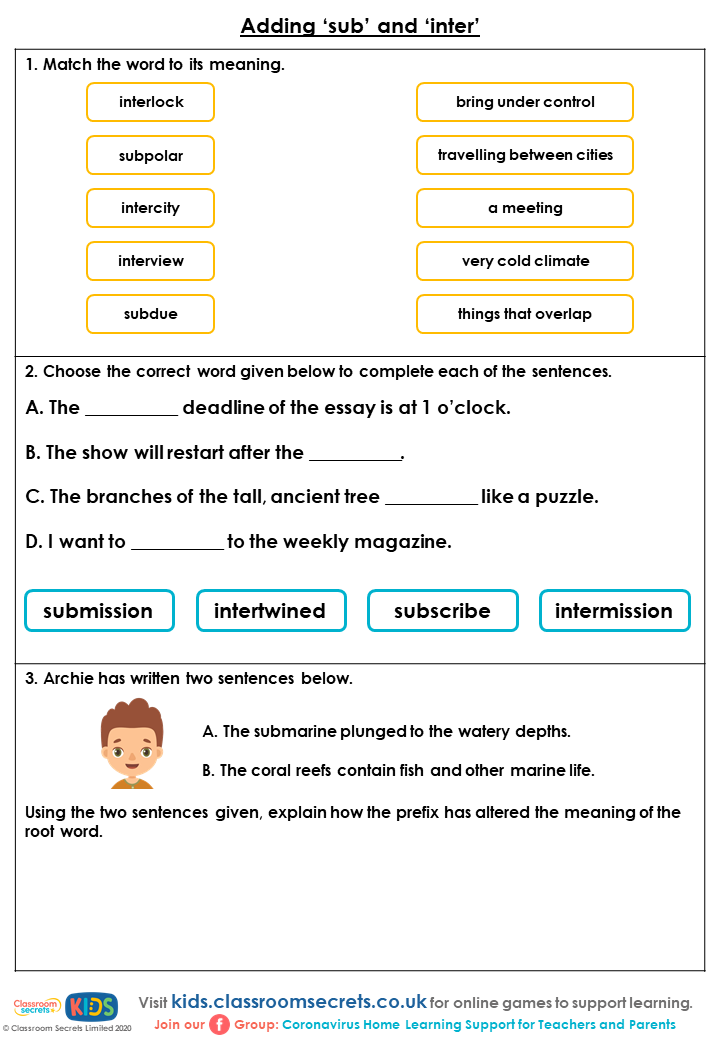 Adding ‘sub’ and ‘inter’
1. Match the word to its meaning.
interlock
bring under control
subpolar
travelling between cities
intercity
a meeting
interview
very cold climate
subdue
things that overlap
2. Choose the correct word given below to complete each of the sentences.
A. The __________ deadline of the essay is at 1 o’clock.
B. The show will restart after the __________.
C. The branches of the tall, ancient tree __________ like a puzzle.
D. I want to __________ to the weekly magazine.
submission
intertwined
subscribe
intermission
3. Archie has written two sentences below.
A. The submarine plunged to the watery depths.
B. The coral reefs contain fish and other marine life.
Using the two sentences given, explain how the prefix has altered the meaning of the
root word.
Classroom
secrets
KIDS
© Classroom Secrets Limited 2020
Visit kids.classroomsecrets.co.uk for online games to support learning.
Join our f Group: Coronavirus Home Learning Support for Teachers and Parents